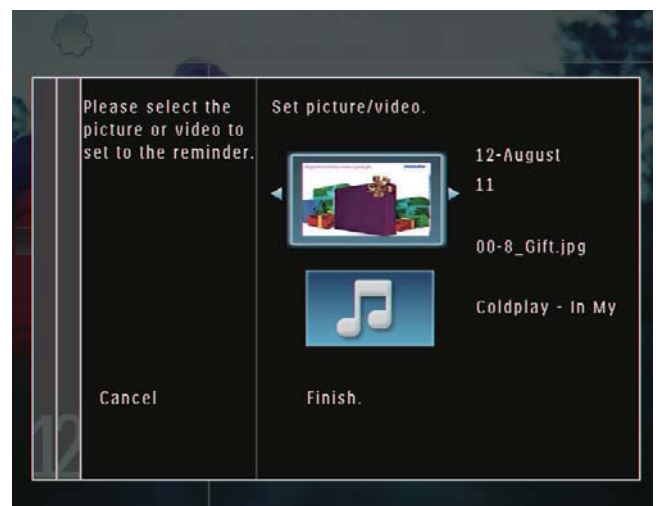 Please select the
picture or video to
set to the reminder.
Set picture/video.
12-August
11
00-8_Gift.jpg
Coldplay - In My
Cancel
Finish.
12